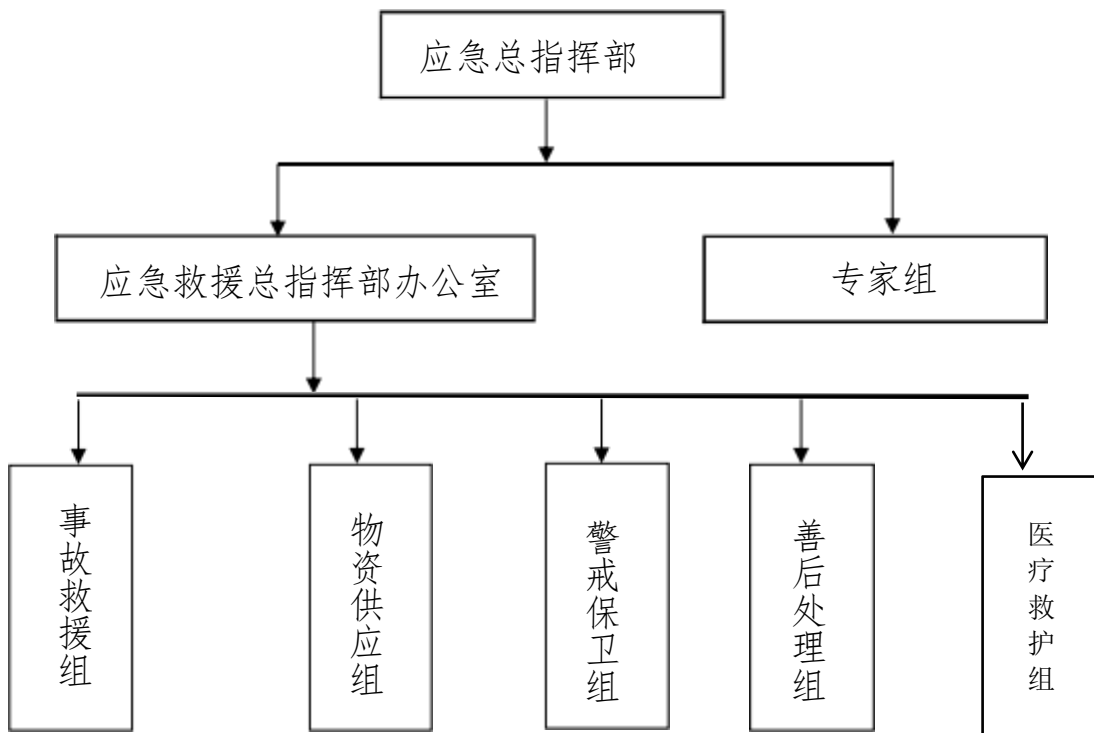 应急总指挥部
应急救援总指挥部办公室
专家组
事故救援组
物资供应组
警戒保卫组
善后处理组
医疗救护组